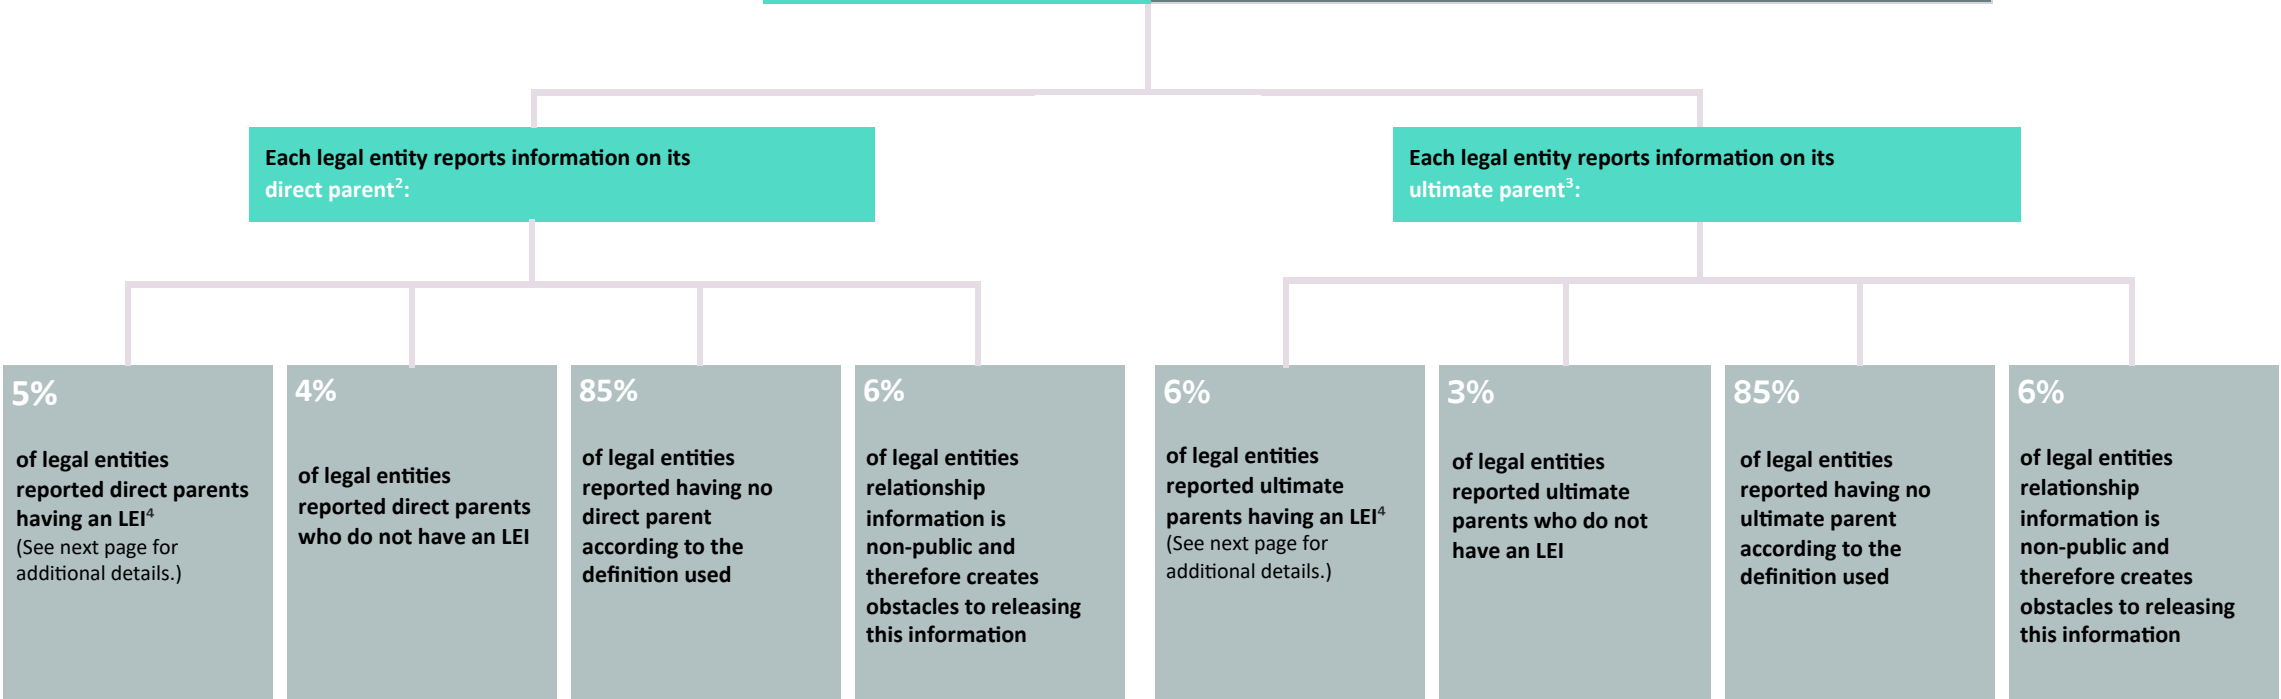 Each legal entity reports information on its
direct parent²:
Each legal entity reports information on its
ultimate parent³:
5%
of legal entities
reported direct parents
having an LEI⁴
(See next page for
additional details.)
4%
of legal entities
reported direct parents
who do not have an LEI
85%
of legal entities
reported having no
direct parent
according to the
definition used
6%
of legal entities
relationship
information is
non-public and
therefore creates
obstacles to releasing
this information
6%
of legal entities
reported ultimate
parents having an LEI⁴
(See next page for
additional details.)
3%
of legal entities
reported ultimate
parents who do not
have an LEI
85%
of legal entities
reported having no
ultimate parent
according to the
definition used
6%
of legal entities
relationship
information is
non-public and
therefore creates
obstacles to releasing
this information